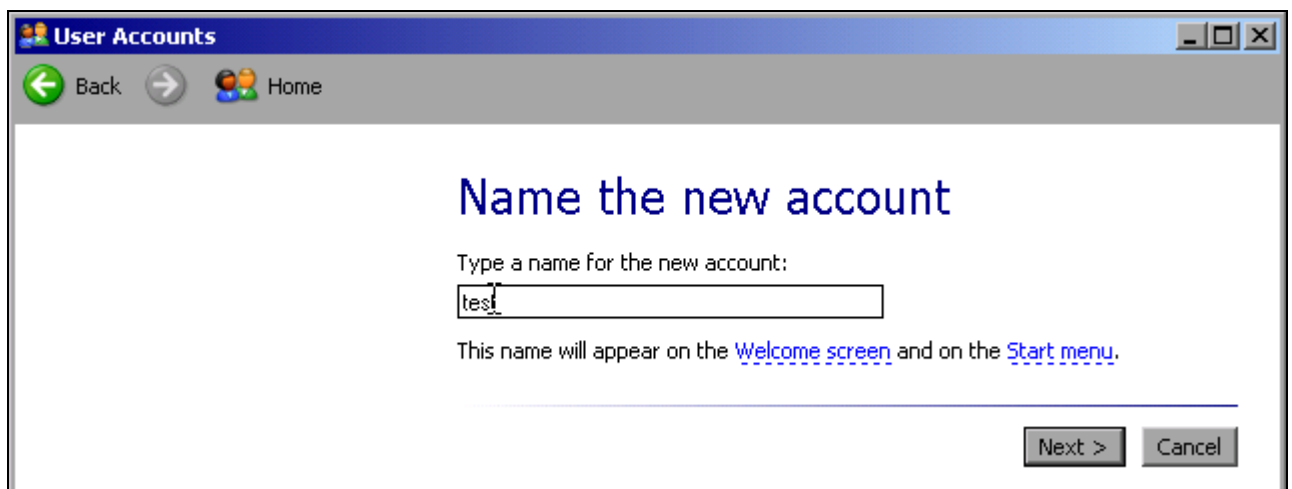 User Accounts
Back Home
Name the new account
Type a name for the new account:
test
This name will appear on the Welcome screen and on the Start menu.
Next > Cancel